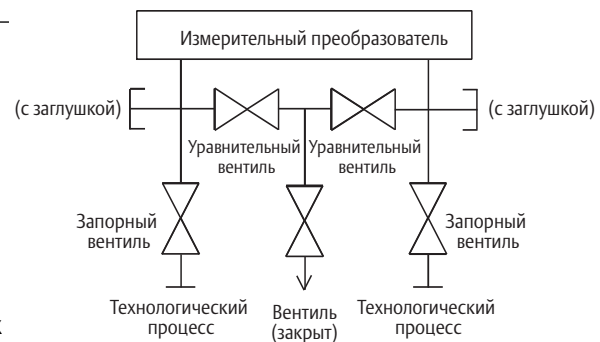 Измерительный преобразователь
(с заглушкой)
(с заглушкой)
Уравнительный
вентиль
Уравнительный
вентиль
Запорный
вентиль
Запорный
вентиль
Технологический
процесс
Вентиль
(закрыт)
Технологический
процесс